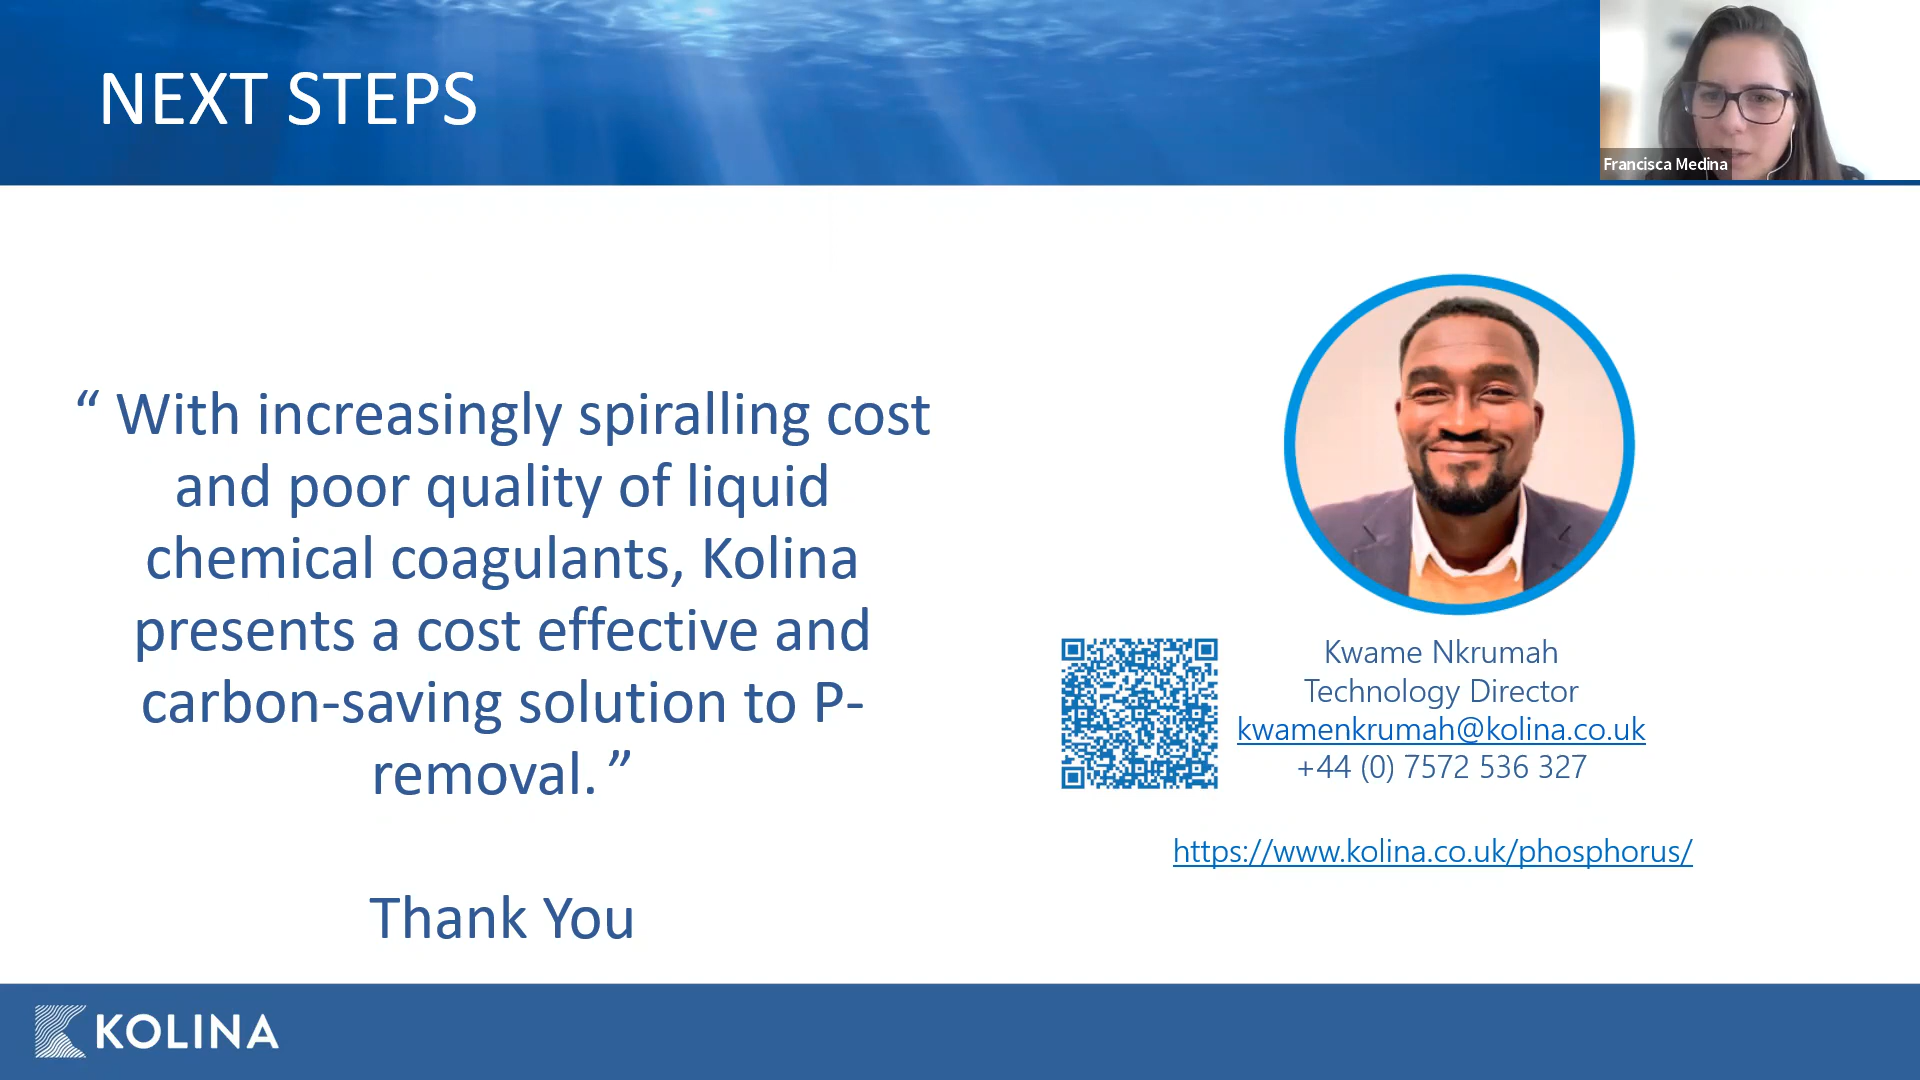 NEXT STEPS
Francisca Medina
“ With increasingly spiralling cost
and poor quality of liquid
chemical coagulants, Kolina
presents a cost effective and
carbon-saving solution to P-
removal. ”
Thank You
Kwame Nkrumah
Technology Director
kwamenkrumah@kolina.co.uk
+44 (0) 7572 536 327
https://www.kolina.co.uk/phosphorus/
KOLINA